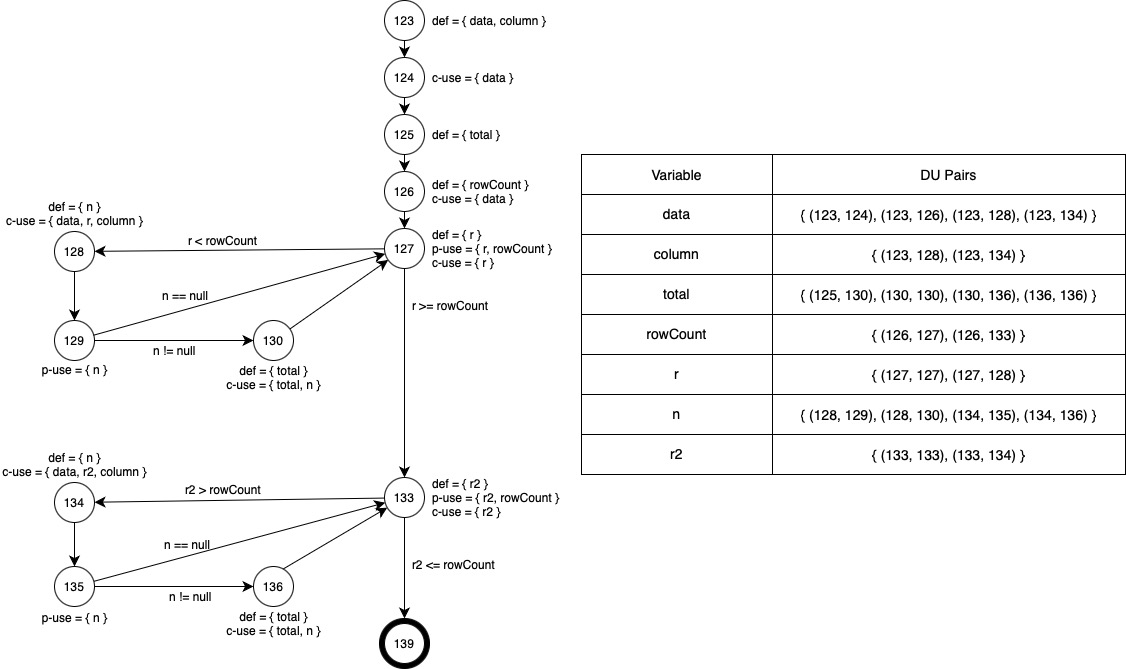 123
def = { data, column }
124
c-use = { data }
125
def = { total }
126
def = { rowCount }
c-use = { data }
127
def = { r }
p-use = { r, rowCount }
c-use = { r }
def = { n }
c-use = { data, r, column }
128
r < rowCount
n == null
129
p-use = { n }
n != null
130
def = { total }
c-use = { total, n }
r >= rowCount
def = { n }
c-use = { data, r2, column }
134
r2 > rowCount
133
def = { r2 }
p-use = { r2, rowCount }
c-use = { r2 }
n == null
135
p-use = { n }
n != null
136
def = { total }
c-use = { total, n }
r2 <= rowCount
139
Variable DU Pairs
data { (123, 124), (123, 126), (123, 128), (123, 134) }
column { (123, 128), (123, 134) }
total { (125, 130), (130, 130), (130, 136), (136, 136) }
rowCount { (126, 127), (126, 133) }
r { (127, 127), (127, 128) }
n { (128, 129), (128, 130), (134, 135), (134, 136) }
r2 { (133, 133), (133, 134) }